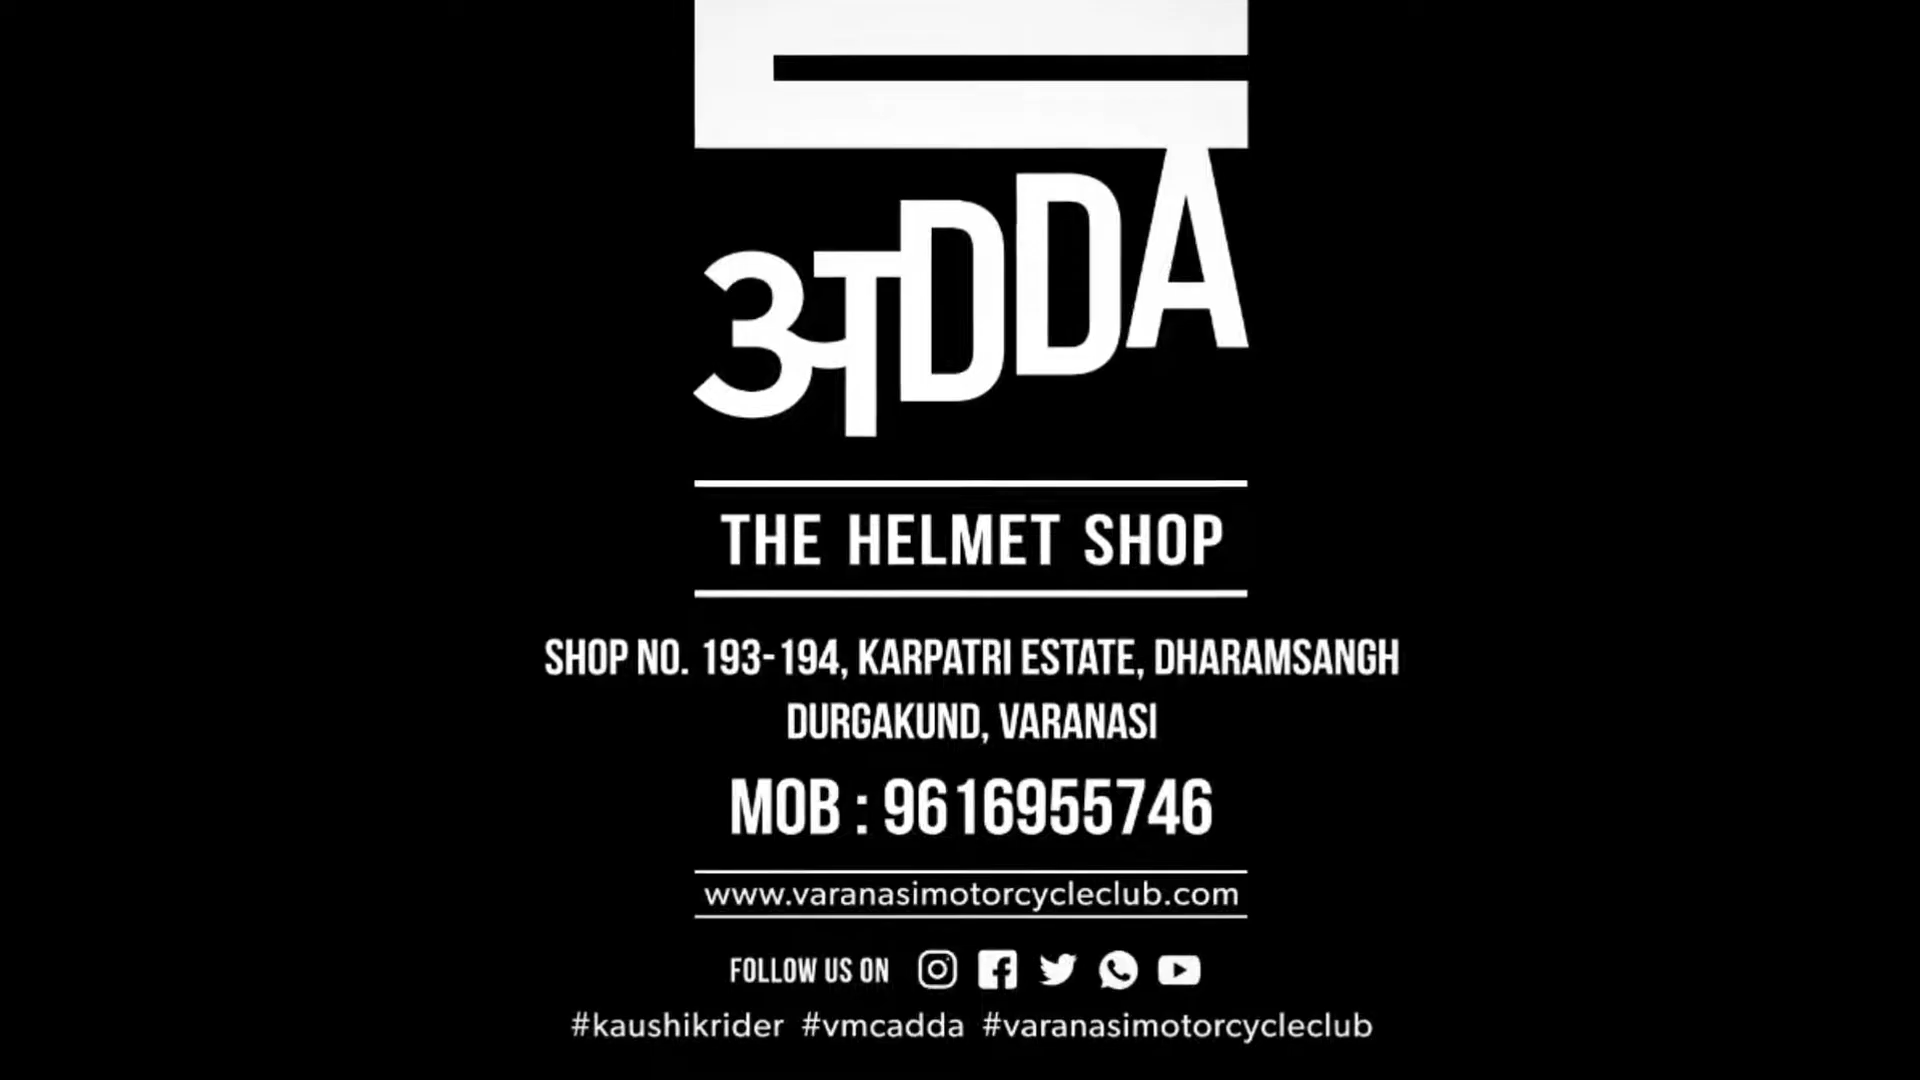 अDDA
THE HELMET SHOP
SHOP NO. 193-194, KARPATRI ESTATE, DHARAMSANGH
DURGAKUND, VARANASI
MOB : 9616955746
www.varanasimotorcycleclub.com
FOLLOW US ON
#kaushikrider #vmcadda #varanasimotorcycleclub